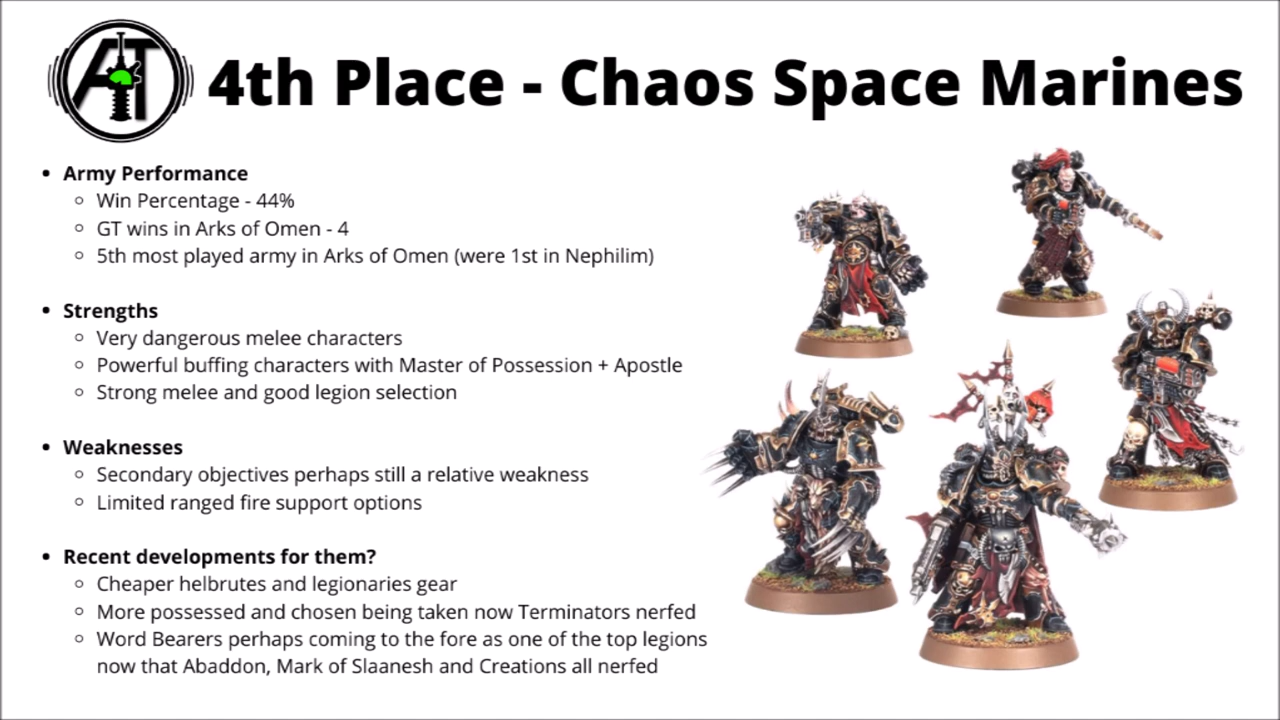 AT
4th Place - Chaos Space Marines
• Army Performance
○ Win Percentage - 44%
○ GT wins in Arks of Omen - 4
○ 5th most played army in Arks of Omen (were 1st in Nephilim)
• Strengths
○ Very dangerous melee characters
○ Powerful buffing characters with Master of Possession + Apostle
○ Strong melee and good legion selection
• Weaknesses
○ Secondary objectives perhaps still a relative weakness
○ Limited ranged fire support options
• Recent developments for them?
○ Cheaper helbrutes and legionaries gear
○ More possessed and chosen being taken now Terminators nerfed
○ Word Bearers perhaps coming to the fore as one of the top legions
now that Abaddon, Mark of Slaanesh and Creations all nerfed